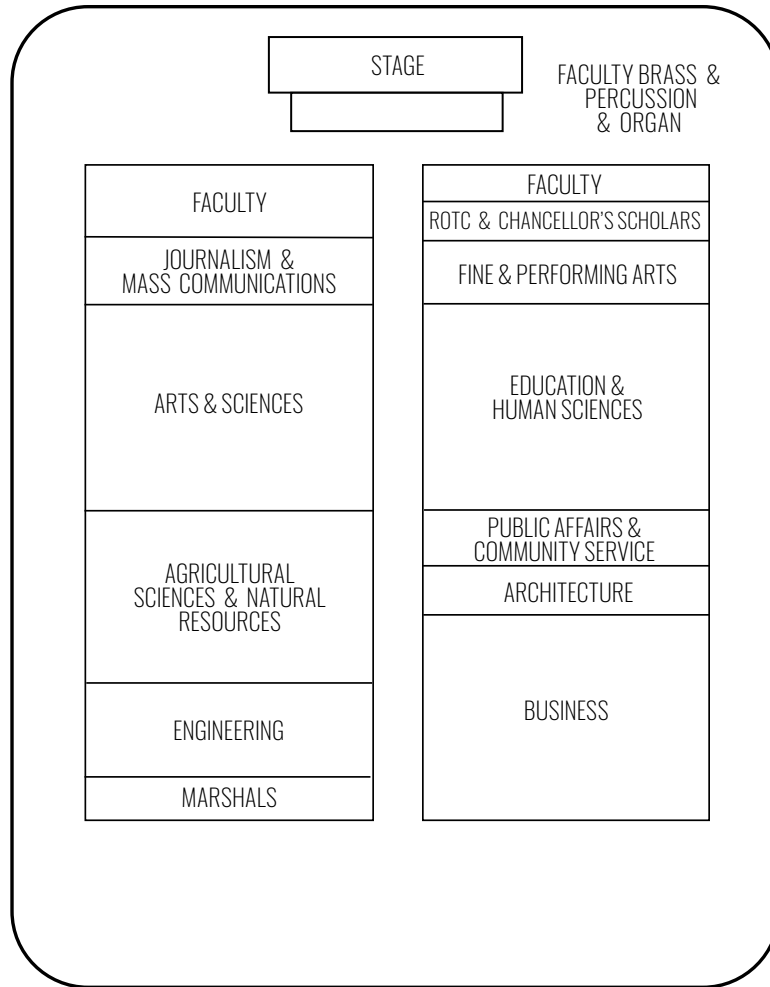 STAGE
FACULTY BRASS &
PERCUSSION
& ORGAN
FACULTY
JOURNALISM &
MASS COMMUNICATIONS
ARTS & SCIENCES
AGRICULTURAL
SCIENCES & NATURAL
RESOURCES
ENGINEERING
MARSHALS
FACULTY
ROTC & CHANCELLOR'S SCHOLARS
FINE & PERFORMING ARTS
EDUCATION &
HUMAN SCIENCES
PUBLIC AFFAIRS &
COMMUNITY SERVICE
ARCHITECTURE
BUSINESS